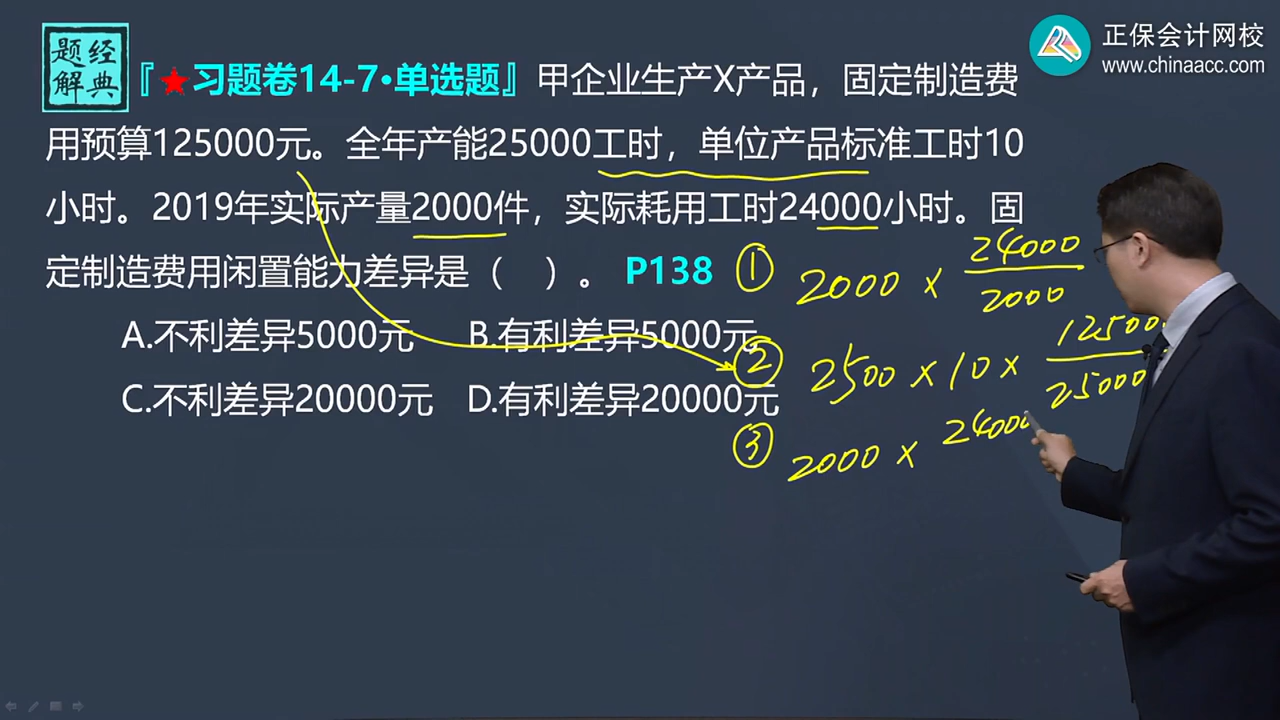 正保会计网校
www.chinaacc.com
经典题解
『★习题卷14-7·单选题』甲企业生产X产品，固定制造费
用预算125000元。全年产能25000工时，单位产品标准工时10
小时。2019年实际产量2000件，实际耗用工时24000小时。固
定制造费用闲置能力差异是（ ）。 P138
A.不利差异5000元 B.有利差异5000元
C.不利差异20000元 D.有利差异20000元
① 2000 × 24000/2000
② 2500 × 10 × 12500/25000
③ 2000 × 24000